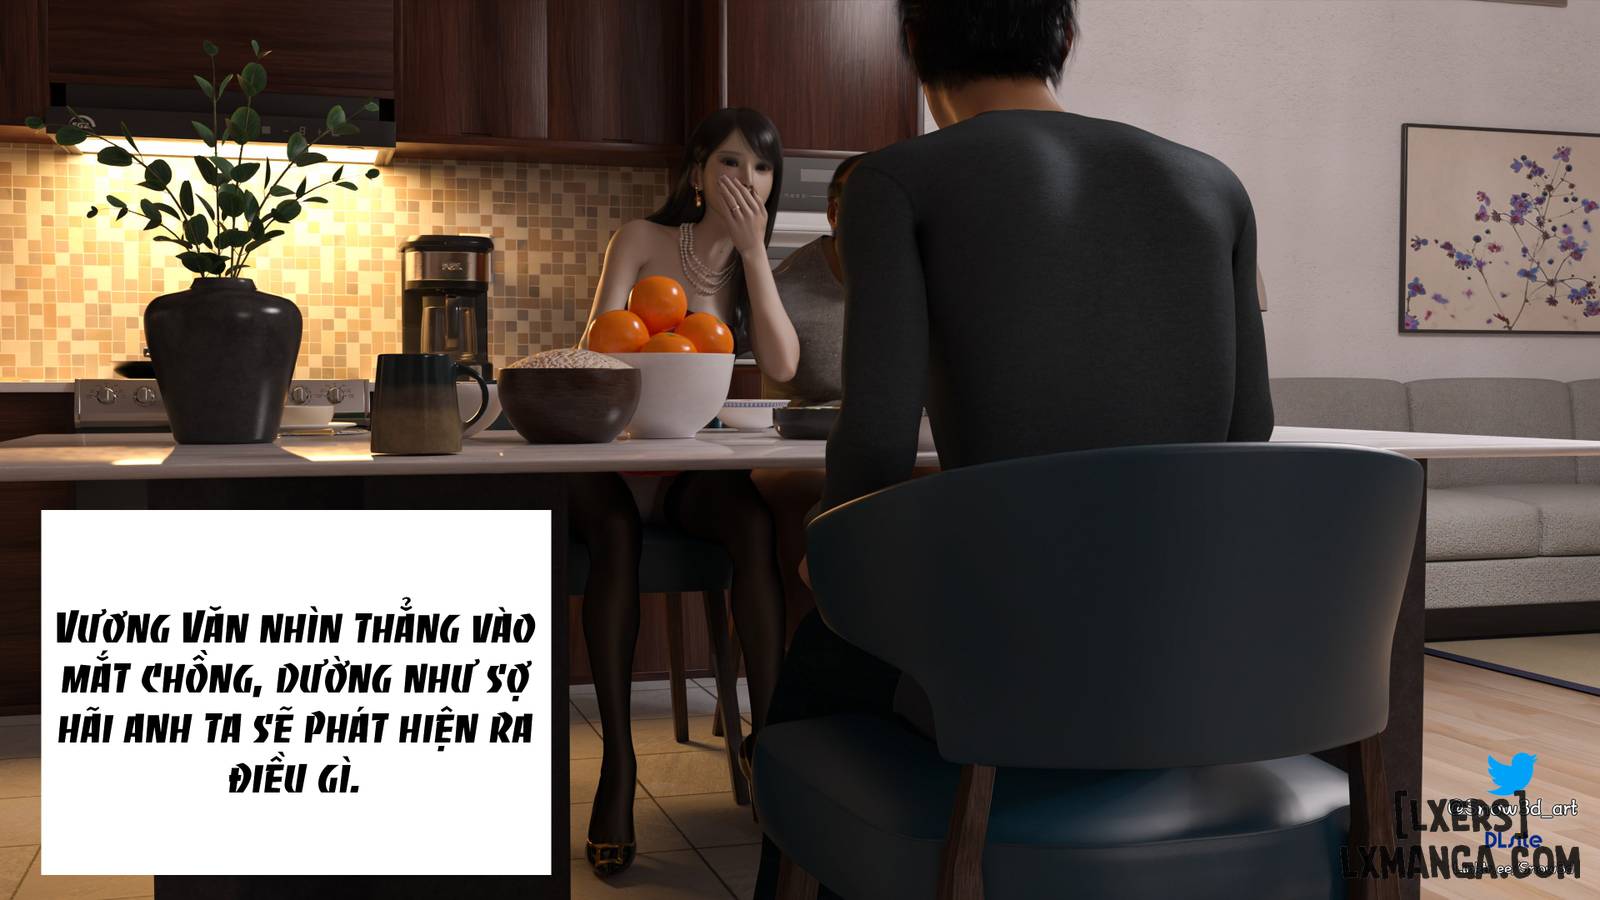 VƯƠNG VĂN NHÌN THẲNG VÀO
MẮT CHỒNG, DƯỜNG NHƯ SỢ
HÃI ANH TA SẼ PHÁT HIỆN RA
ĐIỀU GÌ.
@Snow3d_art
[LXERS]
DLsite
LXMANGA.COM